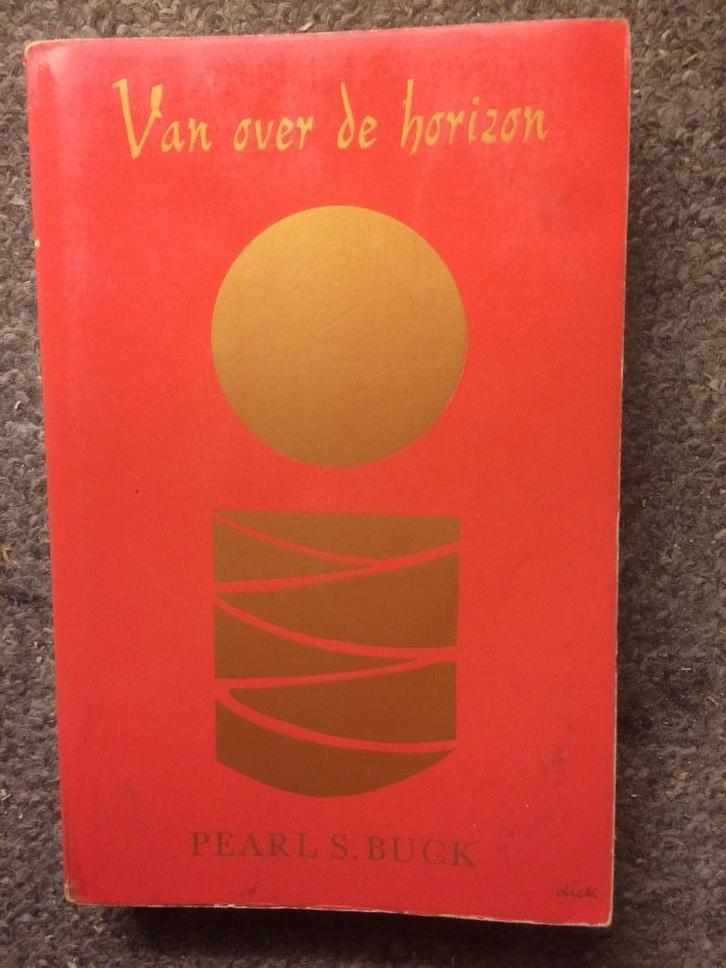 Van over de horizon
PEARL S. BUCK
dick